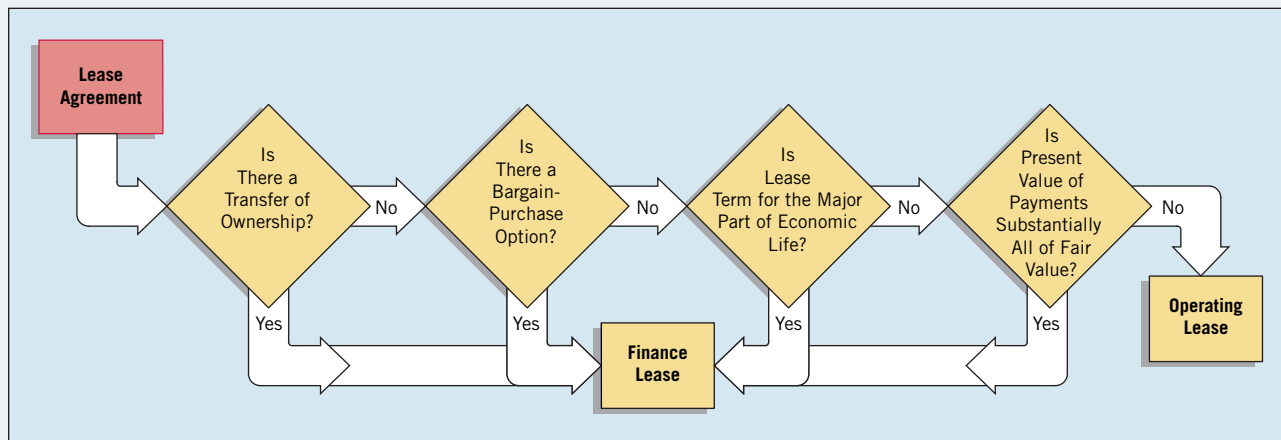 Lease
Agreement
Is
There a
Transfer of
Ownership?
No
Yes
Is
There a
Bargain-
Purchase
Option?
No
Yes
Is
Lease
Term for the Major
Part of Economic
Life?
No
Yes
Is
Present
Value of
Payments
Substantially
All of Fair
Value?
No
Yes
Finance
Lease
Operating
Lease